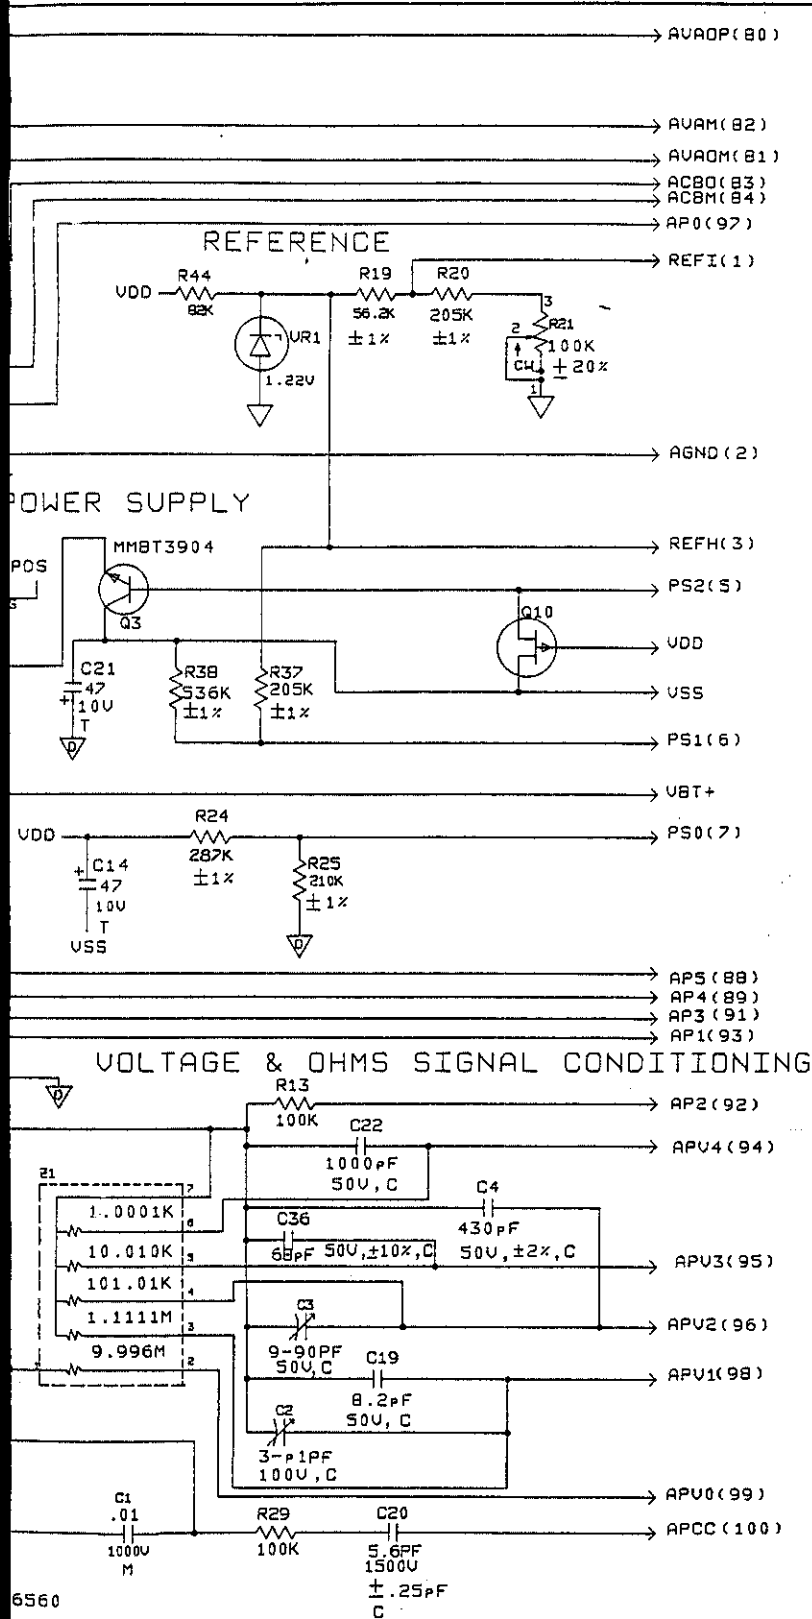 AVAOP(80)
AVAM(82)
AVAOM(81)
ACBO(83)
ACBM(84)
APO(97)
REFERENCE
REFI(1)
R44
R19
R20
3
VDD
82K
56.2K
205K
2
R21
VR1
±1%
±1%
100K
CW
±20%
1.22V
1
AGND(2)
POWER SUPPLY
MMBT3904
REFH(3)
POS
PS2(5)
Q10
Q3
VDD
C21
R38
R37
47
536K
205K
VSS
+
10V
±1%
±1%
T
D
PS1(6)
VBT+
R24
VDD
PS0(7)
287K
+
C14
R25
±1%
47
210K
10V
±1%
T
VSS
D
AP5(88)
AP4(89)
AP3(91)
AP1(93)
VOLTAGE & OHMS SIGNAL CONDITIONING
D
R13
AP2(92)
100K
C22
APV4(94)
1000pF
50V,C
Z1
7
C4
1.0001K
6
C36
430pF
10.010K
68pF
50V,±10%,C
50V,±2%,C
5
APV3(95)
101.01K
4
1.1111M
C3
3
APV2(96)
9.996M
9-90PF
50V,C
C19
2
1
APV1(98)
8.2pF
50V,C
C2
3-p1PF
100V,C
APV0(99)
C1
.01
R29
C20
APCC(100)
1000V
100K
5.6PF
M
1500V
±.25pF
C
6560